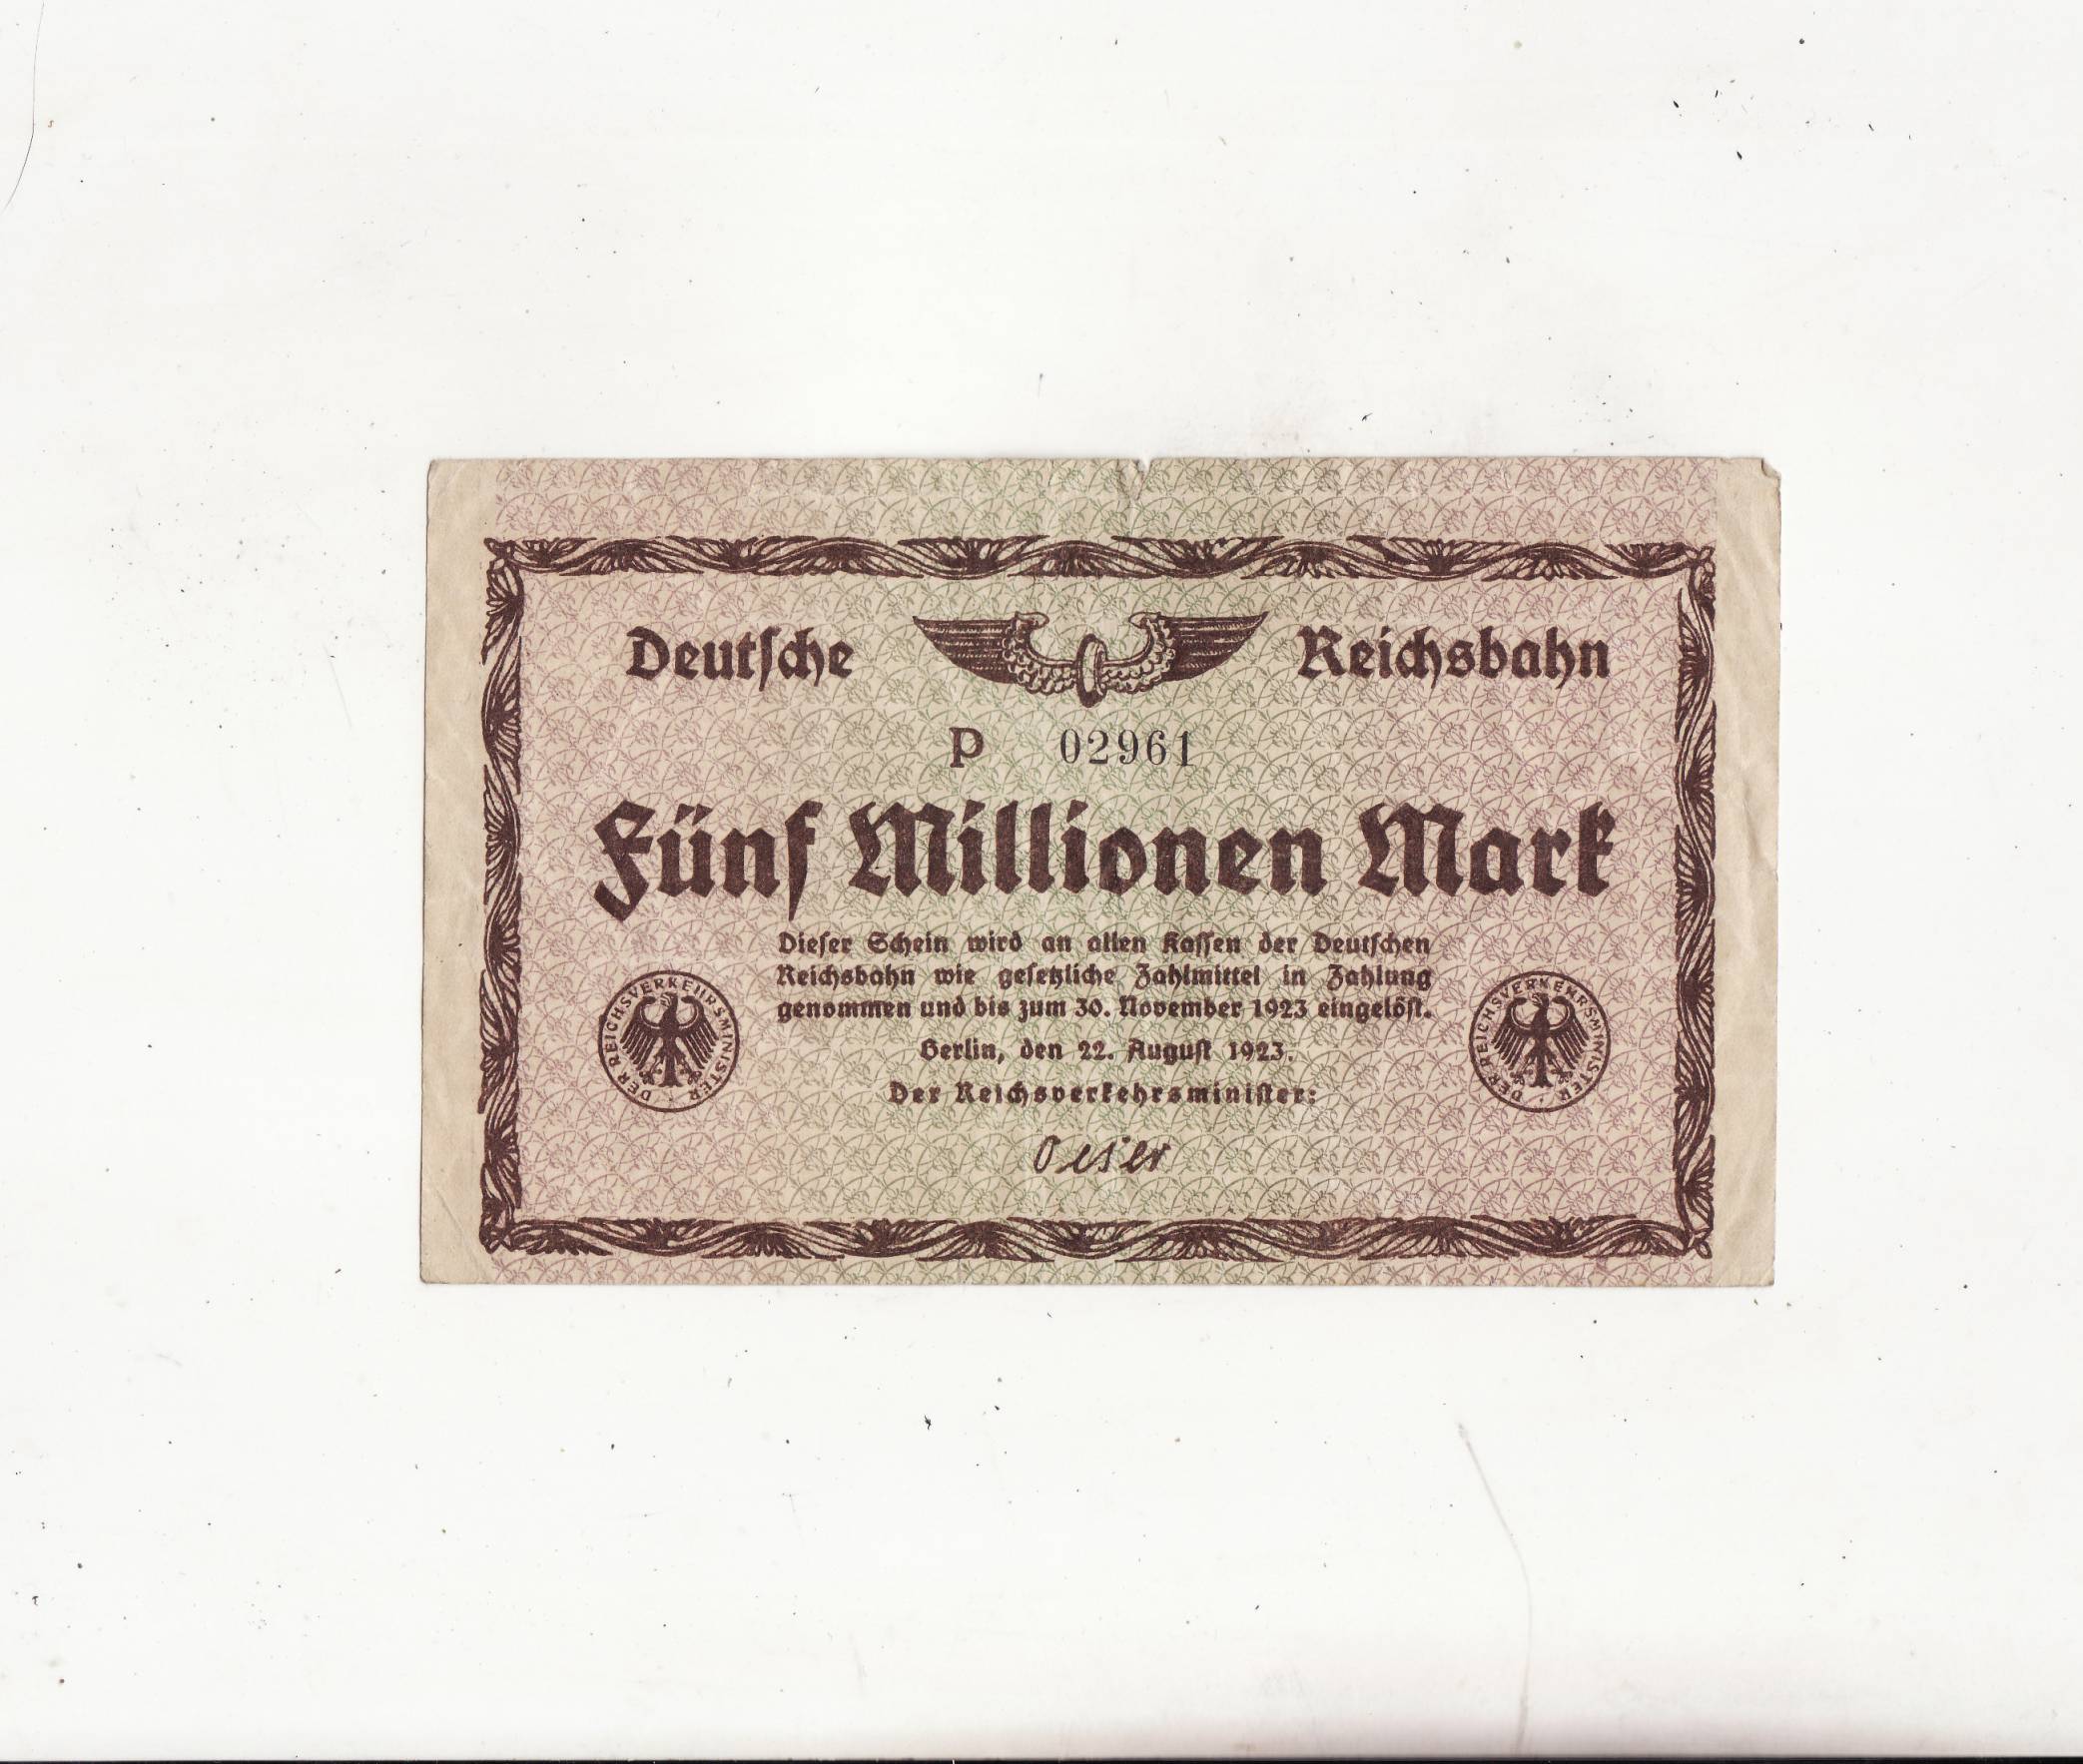 Deutsche Reichsbahn
P 02961
Fünf Millionen Mark
Dieser Schein wird an allen Kassen der Deutschen
Reichsbahn wie gesetzliche Zahlmittel in Zahlung
genommen und bis zum 30. November 1923 eingelöst.
Berlin, den 22. August 1923.
Der Reichsverkehrsminister:
Oeser
DER REICHSVERKEHRSMINISTER
DER REICHSVERKEHRSMINISTER